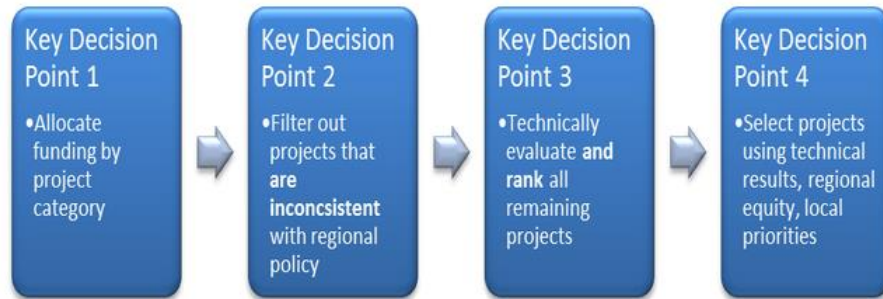 Key Decision
Point 1
•Allocate
funding by
project
category
Key Decision
Point 2
•Filter out
projects that
are
inconcsistent
with regional
policy
Key Decision
Point 3
•Technically
evaluate and
rank all
remaining
projects
Key Decision
Point 4
•Select projects
using technical
results, regional
equity, local
priorities